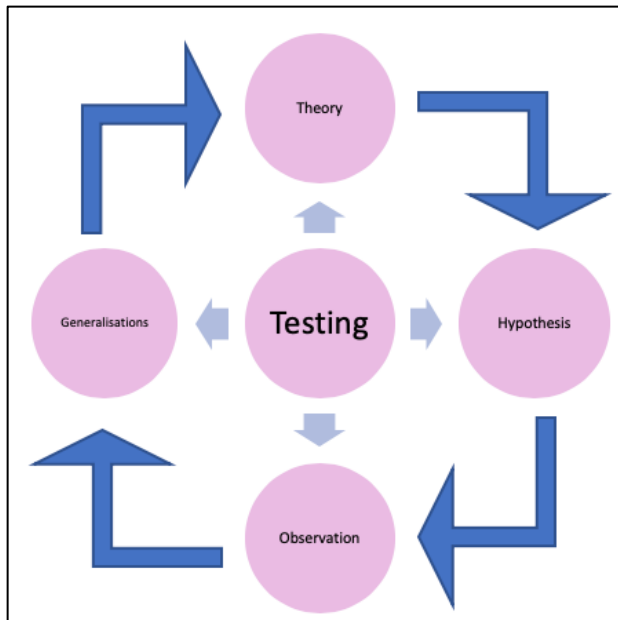 Theory
Generalisations
Testing
Hypothesis
Observation